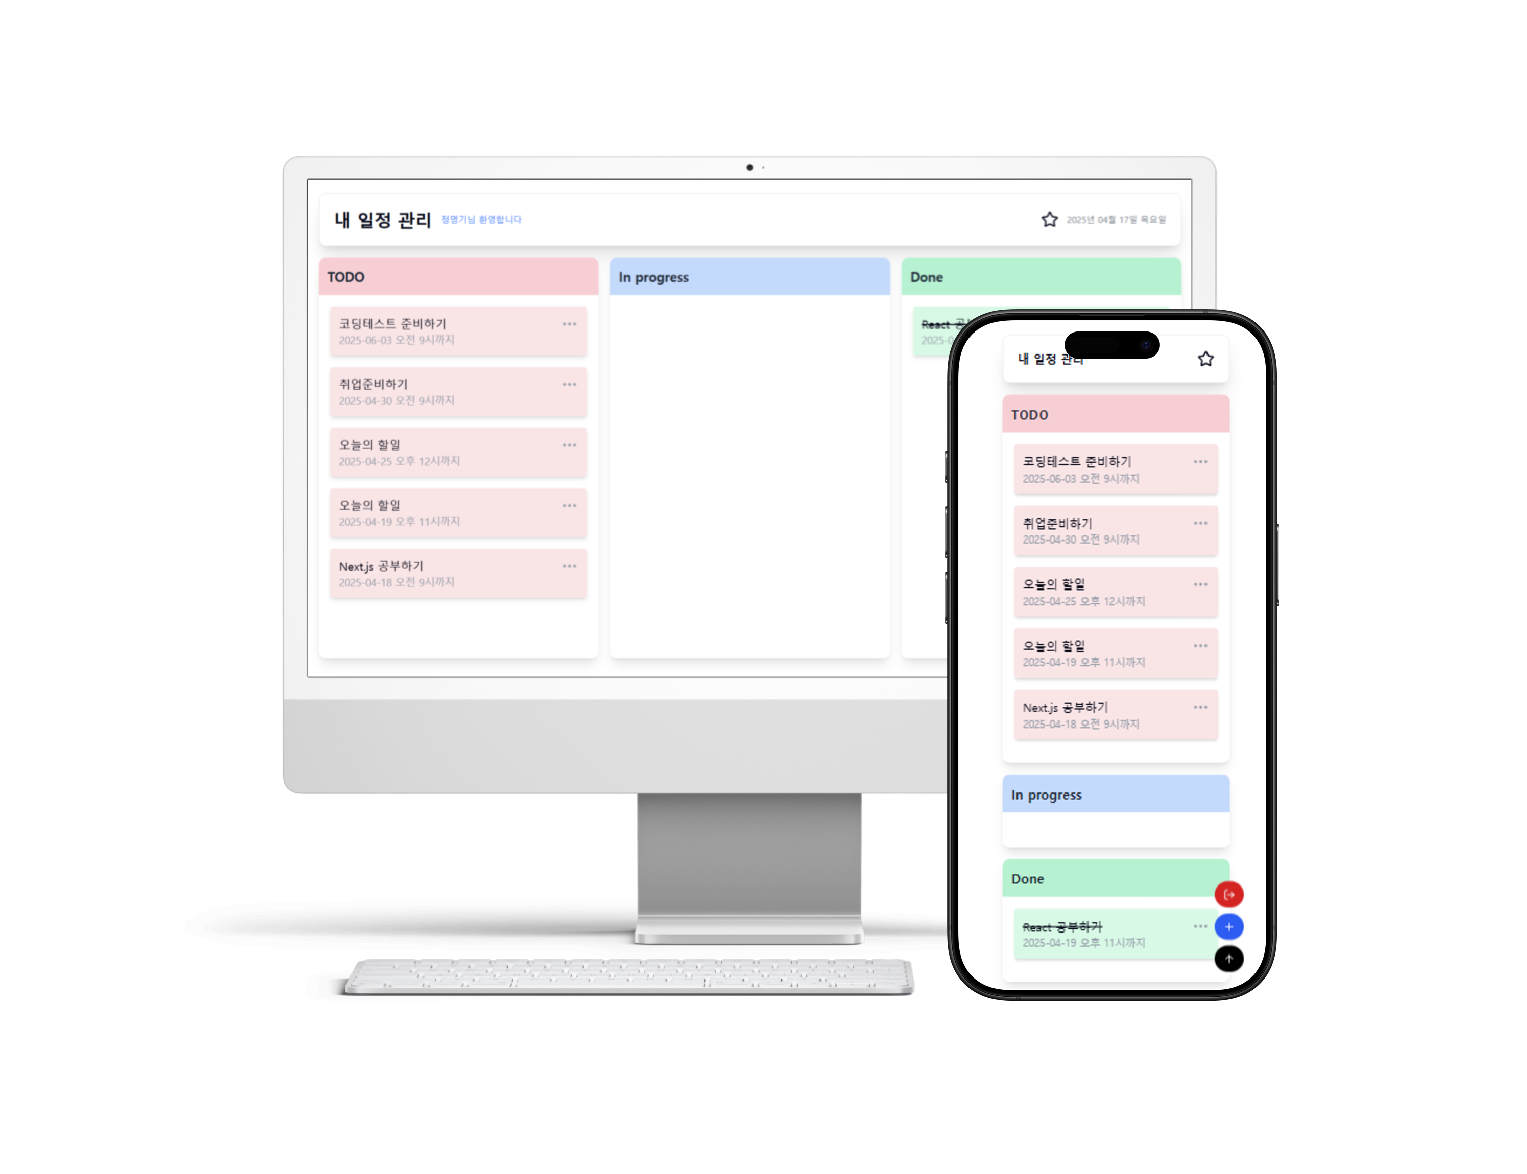 내 일정 관리 정명기님 환영합니다
2025년 04월 17일 목요일
TODO
코딩테스트 준비하기
2025-06-03 오전 9시까지
취업준비하기
2025-04-30 오전 9시까지
오늘의 할일
2025-04-25 오후 12시까지
오늘의 할일
2025-04-19 오후 11시까지
Next.js 공부하기
2025-04-18 오전 9시까지
In progress
Done
React
내 일정 관리
TODO
코딩테스트 준비하기
2025-06-03 오전 9시까지
취업준비하기
2025-04-30 오전 9시까지
오늘의 할일
2025-04-25 오후 12시까지
오늘의 할일
2025-04-19 오후 11시까지
Next.js 공부하기
2025-04-18 오전 9시까지
In progress
Done
React 공부하기
2025-04-19 오후 11시까지